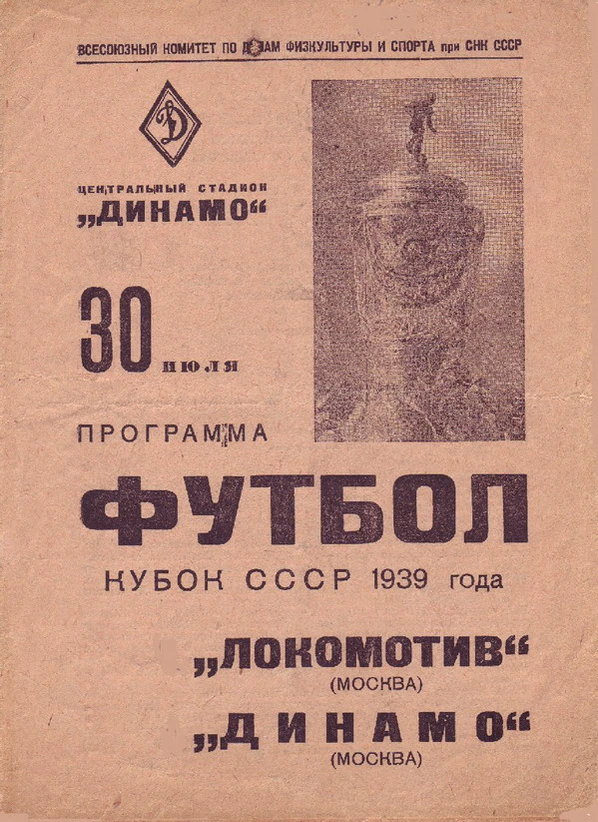 ВСЕСОЮЗНЫЙ КОМИТЕТ ПО ДЕЛАМ ФИЗКУЛЬТУРЫ И СПОРТА при СНК СССР
Д
ЦЕНТРАЛЬНЫЙ СТАДИОН
„ДИНАМО“
30 июля
ПРОГРАММА
ФУТБОЛ
КУБОК СССР 1939 года
„ЛОКОМОТИВ“
(МОСКВА)
„ДИНАМО“
(МОСКВА)